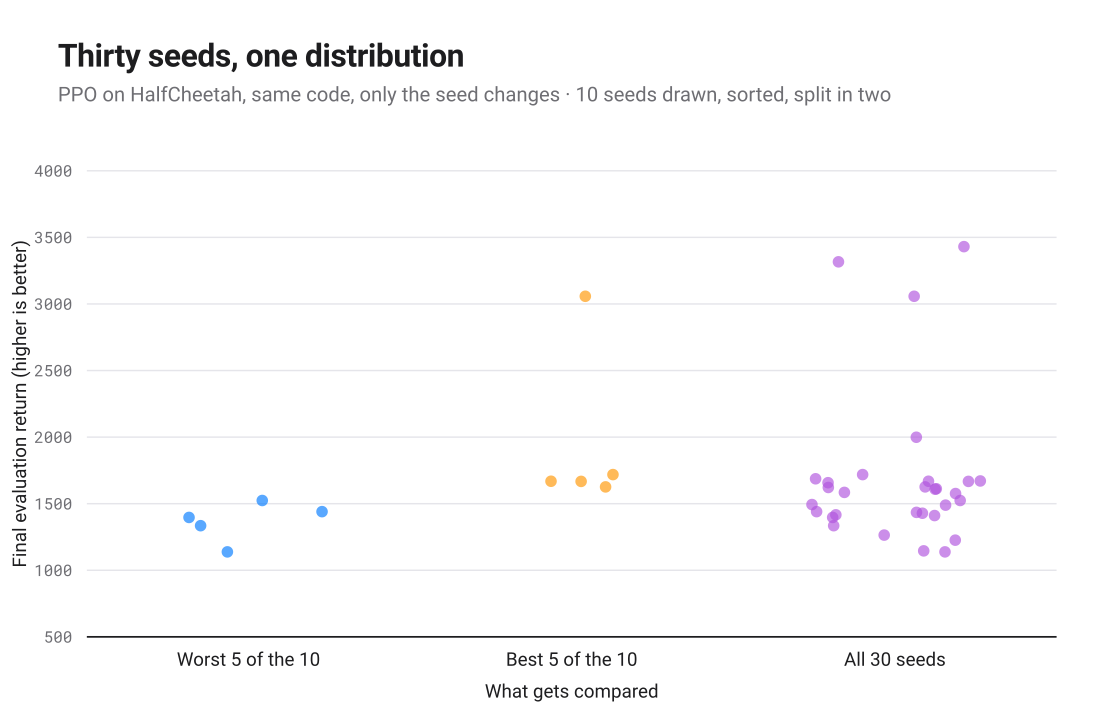 Thirty seeds, one distribution
PPO on HalfCheetah, same code, only the seed changes · 10 seeds drawn, sorted, split in two
Final evaluation return (higher is better)
4000
3500
3000
2500
2000
1500
1000
500
Worst 5 of the 10
Best 5 of the 10
All 30 seeds
What gets compared